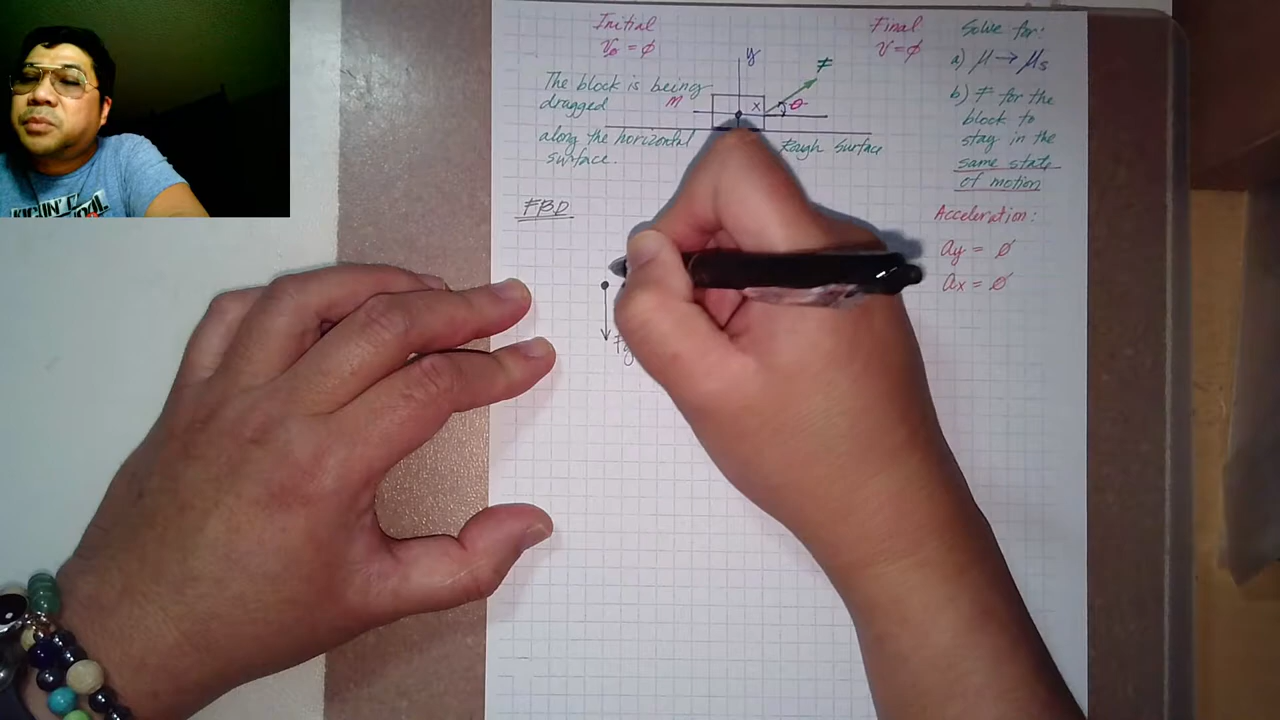 Initial
v₀ = ϕ
The block is being
dragged
along the horizontal
surface.
m
y
x
F
θ
Rough Surface
Final
v = ϕ
Solve for:
a) μ → μs
b) F for the
block to
stay in the
same state
of motion
Acceleration:
ay = ϕ
ax = ϕ
FBD